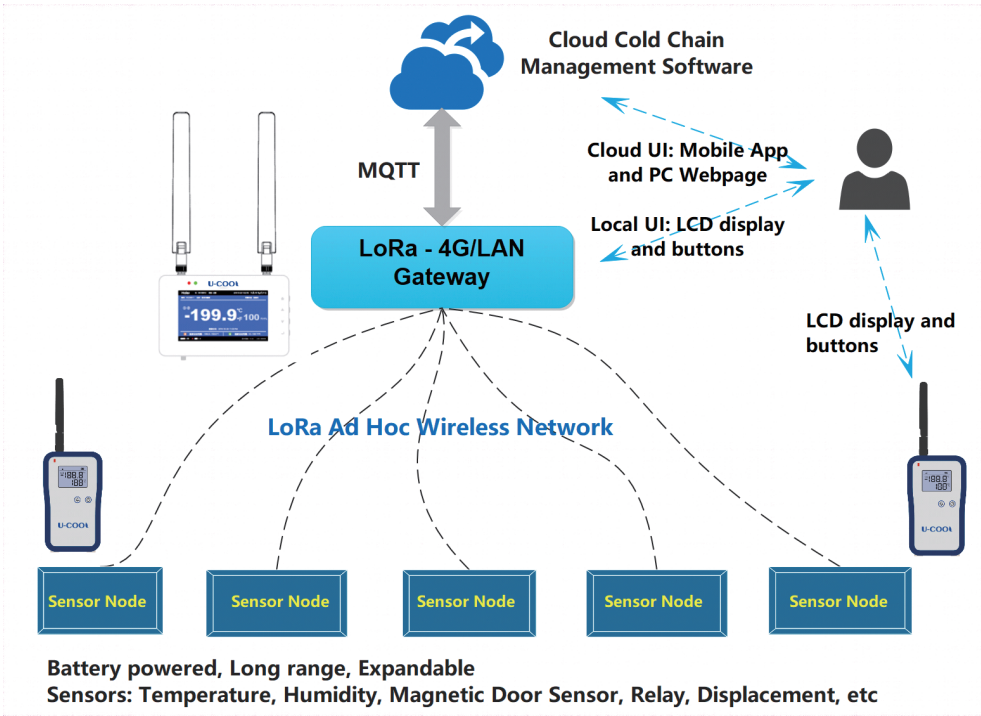 Cloud Cold Chain
Management Software
MQTT
Cloud UI: Mobile App
and PC Webpage
Local UI: LCD display
and buttons
LoRa - 4G/LAN
Gateway
U-COOL
-199.9℃
100
LCD display and
buttons
LoRa Ad Hoc Wireless Network
U-COOL
U-COOL
Sensor Node
Sensor Node
Sensor Node
Sensor Node
Sensor Node
Battery powered, Long range, Expandable
Sensors: Temperature, Humidity, Magnetic Door Sensor, Relay, Displacement, etc